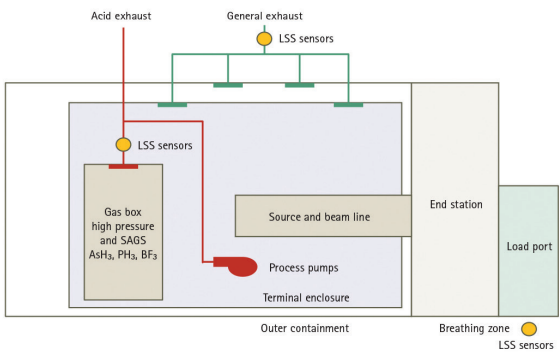 Acid exhaust
General exhaust
LSS sensors
LSS sensors
Gas box
high pressure
and SAGS
AsH₃, PH₃, BF₃
Source and beam line
End station
Load port
Process pumps
Terminal enclosure
Outer containment
Breathing zone
LSS sensors